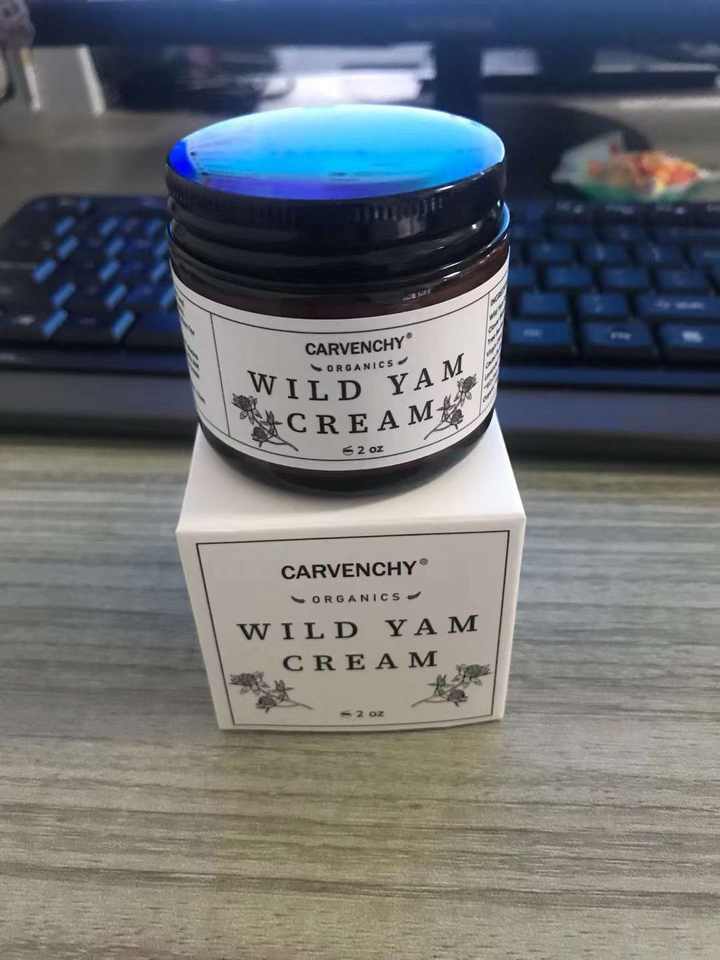 CARVENCHY®
ORGANICS
WILD YAM
CREAM
2 oz
CARVENCHY®
ORGANICS
WILD YAM
CREAM
2 oz